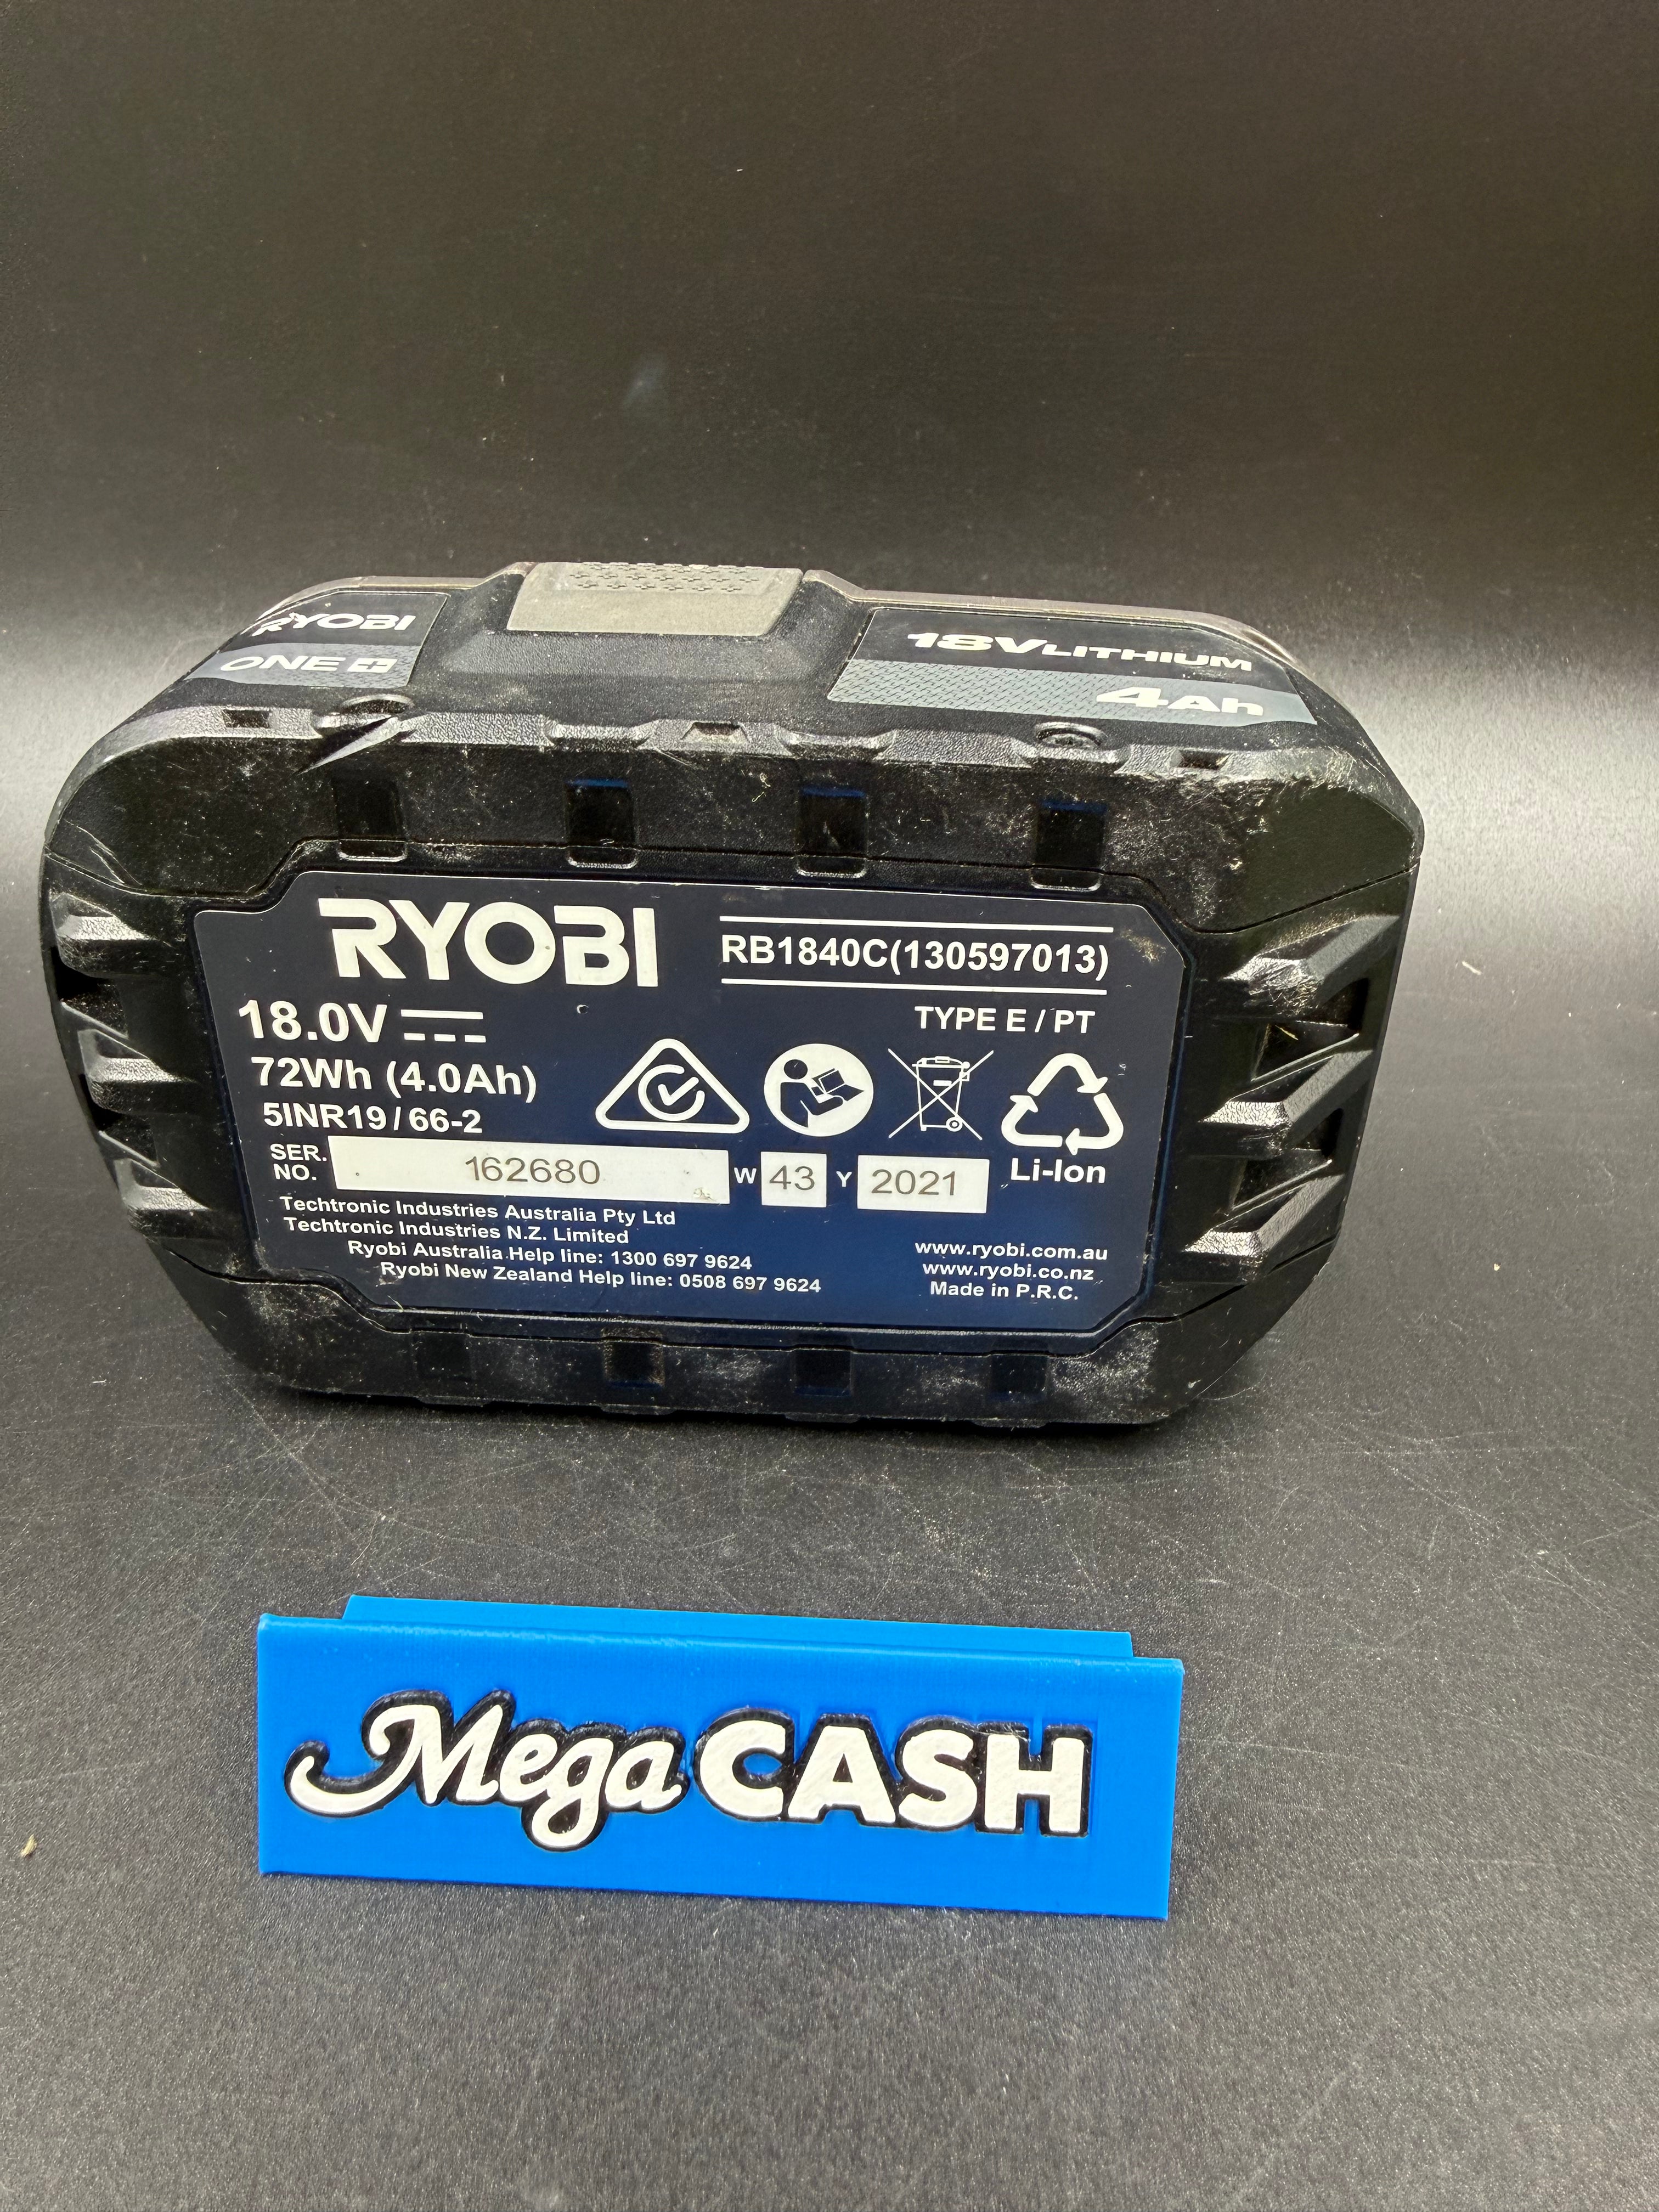 RYOBI
ONE+
18V LITHIUM
4Ah
RYOBI
RB1840C(130597013)
18.0V
TYPE E / PT
72Wh (4.0Ah)
5INR19/66-2
Li-Ion
SER. NO. 162680 W 43 Y 2021
Techtronic Industries Australia Pty Ltd
Techtronic Industries N.Z. Limited
Ryobi Australia Help line: 1300 697 9624
Ryobi New Zealand Help line: 0508 697 9624
www.ryobi.com.au
www.ryobi.co.nz
Made in P.R.C.
Mega CASH